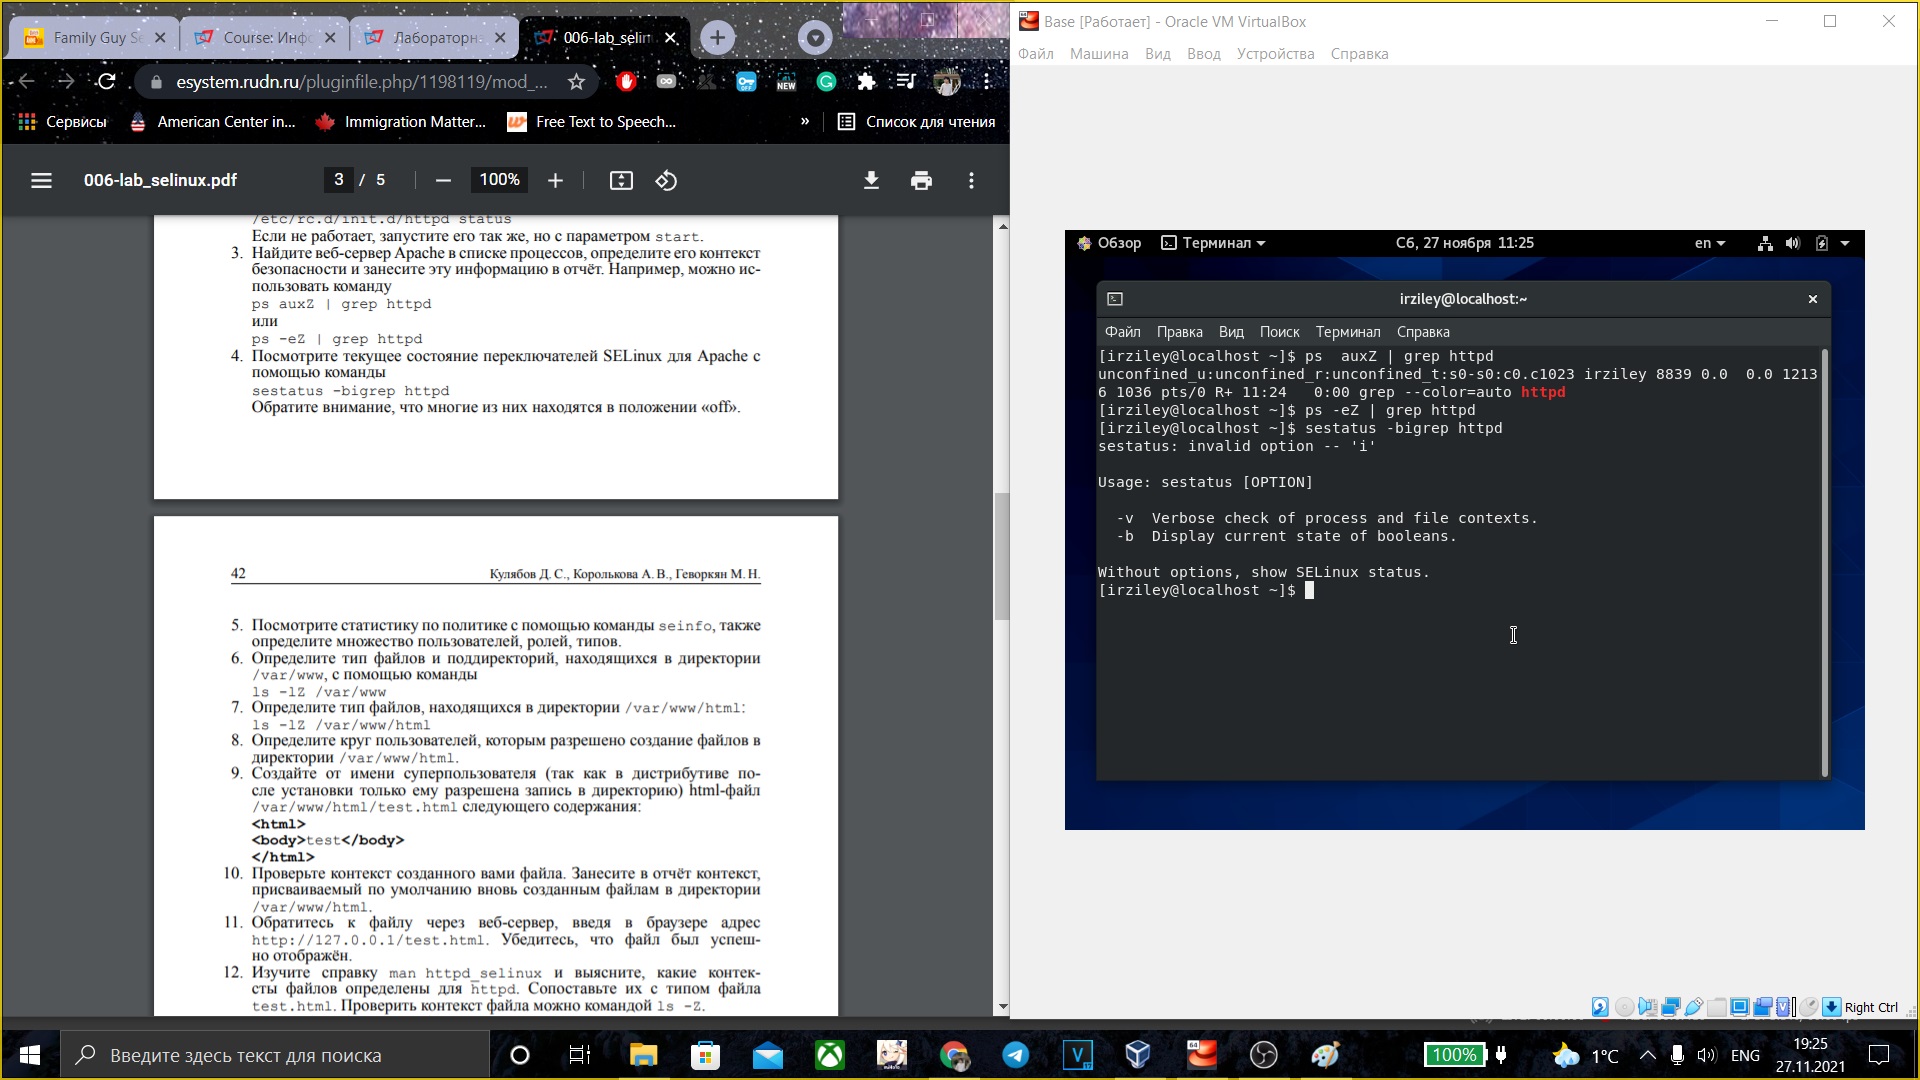 Family Guy S
Course: Инфо
Лабораторн
006-lab_selin
esystem.rudn.ru/pluginfile.php/1198119/mod_...
Сервисы
American Center in...
Immigration Matter...
Free Text to Speech...
»
Список для чтения
006-lab_selinux.pdf
3 / 5
100%
/etc/rc.d/init.d/httpd status
Если не работает, запустите его так же, но с параметром start.
3. Найдите веб-сервер Apache в списке процессов, определите его контекст
безопасности и занесите эту информацию в отчёт. Например, можно ис-
пользовать команду
ps auxZ | grep httpd
или
ps -eZ | grep httpd
4. Посмотрите текущее состояние переключателей SELinux для Apache с
помощью команды
sestatus -bigrep httpd
Обратите внимание, что многие из них находятся в положении «off».
42 Кулябов Д. С., Королькова А. В., Геворкян М. Н.
5. Посмотрите статистику по политике с помощью команды seinfo, также
определите множество пользователей, ролей, типов.
6. Определите тип файлов и поддиректорий, находящихся в директории
/var/www, с помощью команды
ls -lZ /var/www
7. Определите тип файлов, находящихся в директории /var/www/html:
ls -lZ /var/www/html
8. Определите круг пользователей, которым разрешено создание файлов в
директории /var/www/html.
9. Создайте от имени суперпользователя (так как в дистрибутиве по-
сле установки только ему разрешена запись в директорию) html-файл
/var/www/html/test.html следующего содержания:
<html>
<body>test</body>
</html>
10. Проверьте контекст созданного вами файла. Занесите в отчёт контекст,
присваиваемый по умолчанию вновь созданным файлам в директории
/var/www/html.
11. Обратитесь к файлу через веб-сервер, введя в браузере адрес
http://127.0.0.1/test.html. Убедитесь, что файл был успеш-
но отображён.
12. Изучите справку man httpd_selinux и выясните, какие контек-
сты файлов определены для httpd. Сопоставьте их с типом файла
test.html. Проверить контекст файла можно командой ls -Z.
Base [Работает] - Oracle VM VirtualBox
Файл Машина Вид Ввод Устройства Справка
Обзор Терминал Сб, 27 ноября 11:25 en
irziley@localhost:~
Файл Правка Вид Поиск Терминал Справка
[irziley@localhost ~]$ ps  auxZ | grep httpd
unconfined_u:unconfined_r:unconfined_t:s0-s0:c0.c1023 irziley 8839 0.0  0.0 1213
6 1036 pts/0 R+ 11:24   0:00 grep --color=auto httpd
[irziley@localhost ~]$ ps -eZ | grep httpd
[irziley@localhost ~]$ sestatus -bigrep httpd
sestatus: invalid option -- 'i'
Usage: sestatus [OPTION]
-v  Verbose check of process and file contexts.
-b  Display current state of booleans.
Without options, show SELinux status.
[irziley@localhost ~]$
Right Ctrl
Введите здесь текст для поиска
100%
1°C
ENG
19:25
27.11.2021